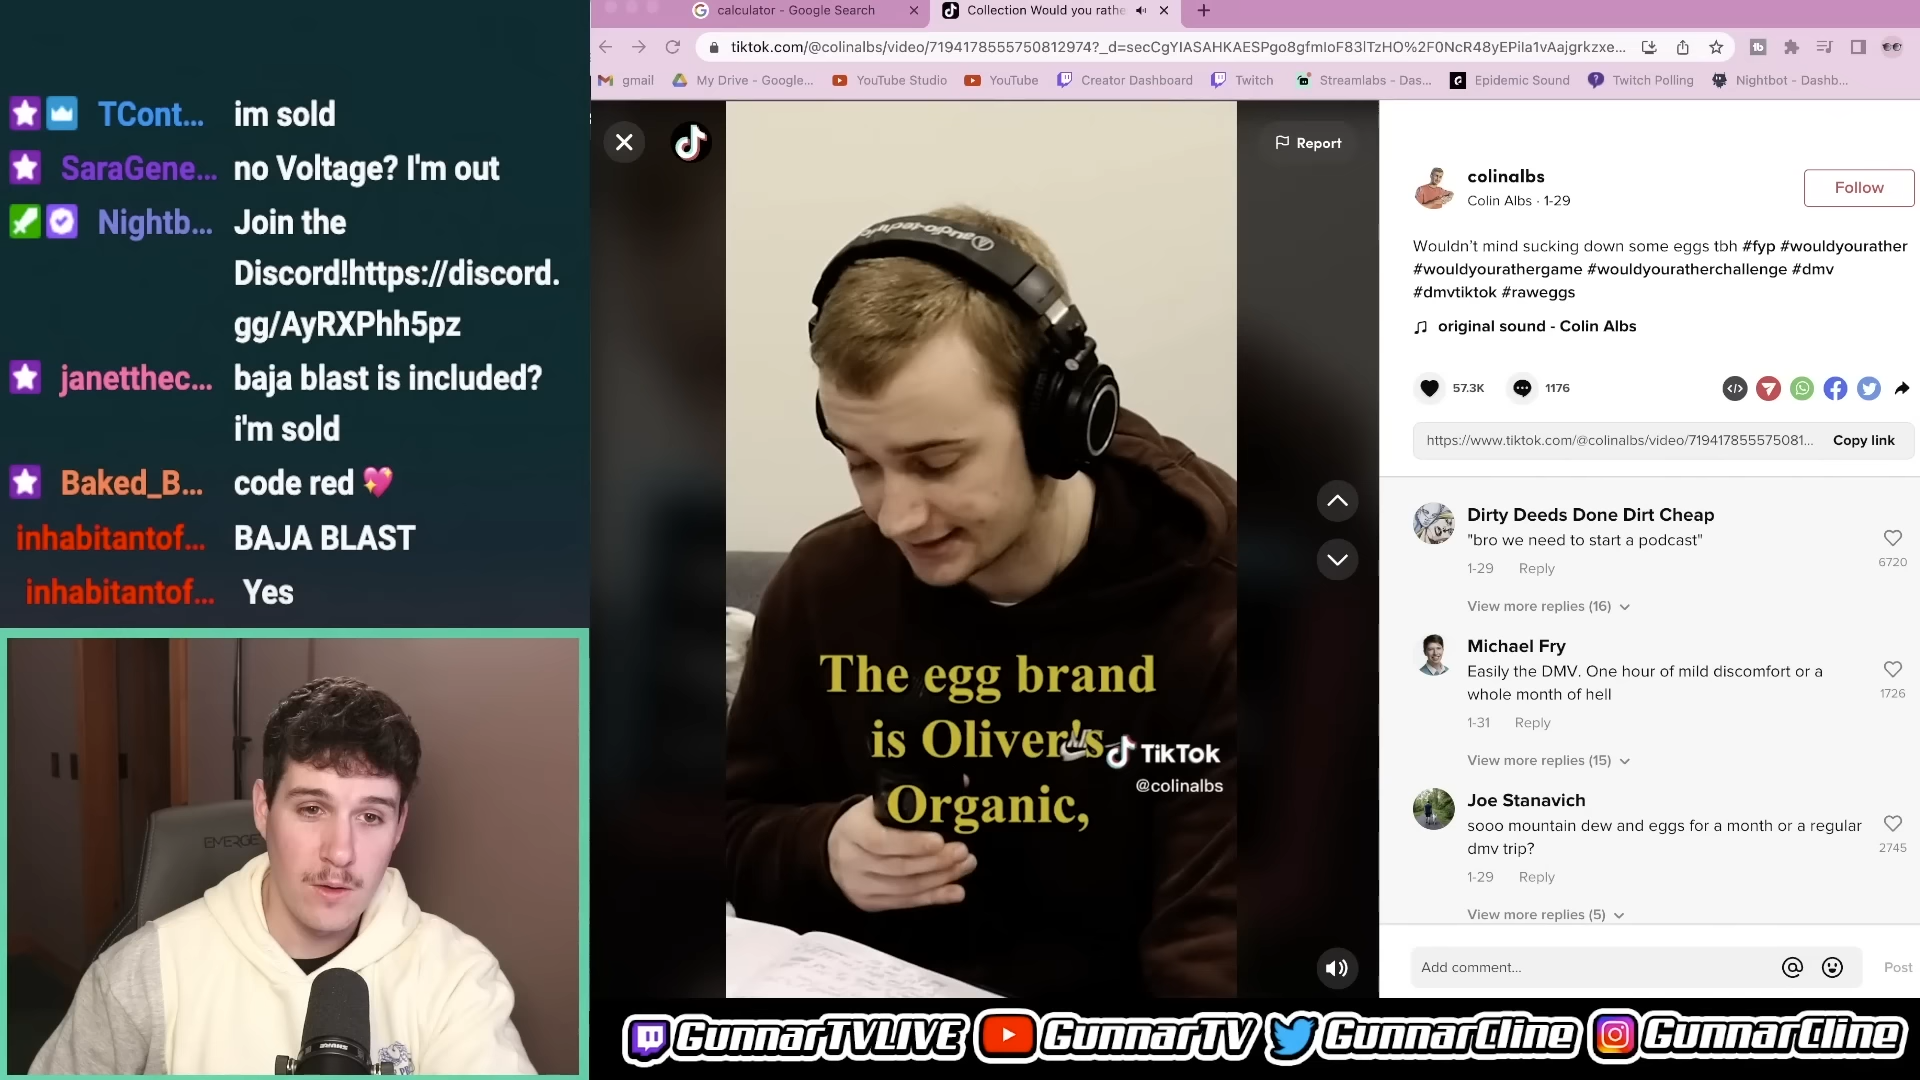 calculator - Google Search
Collection Would you rathe
tiktok.com/@colinalbs/video/7194178555750812974?_d=secCgYIASAHKAESPgo8gfmIoF83lTzHO%2F0NcR48yEPiIa1vAajgrkzxe...
gmail
My Drive - Google...
YouTube Studio
YouTube
Creator Dashboard
Twitch
Streamlabs - Das...
Epidemic Sound
Twitch Polling
Nightbot - Dashb...
TCont... im sold
SaraGene... no Voltage? I'm out
Nightb... Join the
Discord!https://discord.
gg/AyRXPhh5pz
janetthec... baja blast is included?
i'm sold
Baked_B... code red 💖
inhabitantof... BAJA BLAST
inhabitantof... Yes
EMERGE
Report
audio-technica
The egg brand
is Oliver's
Organic,
TikTok
@colinalbs
colinalbs
Colin Albs · 1-29
Follow
Wouldn't mind sucking down some eggs tbh #fyp #wouldyourather
#wouldyourathergame #wouldyouratherchallenge #dmv
#dmvtiktok #raweggs
original sound - Colin Albs
57.3K
1176
https://www.tiktok.com/@colinalbs/video/719417855575081...
Copy link
Dirty Deeds Done Dirt Cheap
"bro we need to start a podcast"
6720
1-29 Reply
View more replies (16)
Michael Fry
Easily the DMV. One hour of mild discomfort or a
whole month of hell
1726
1-31 Reply
View more replies (15)
Joe Stanavich
sooo mountain dew and eggs for a month or a regular
dmv trip?
2745
1-29 Reply
View more replies (5)
Add comment...
Post
GunnarTVLIVE
GunnarTV
GunnarCline
GunnarCline